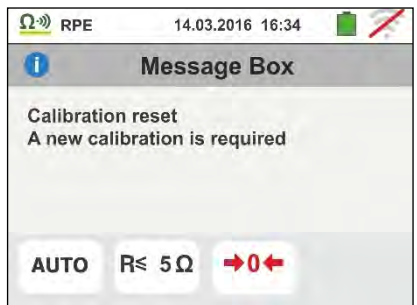 Ω RPE 14.03.2016 16:34
i Message Box
Calibration reset
A new calibration is required
AUTO R≤ 5Ω →0←